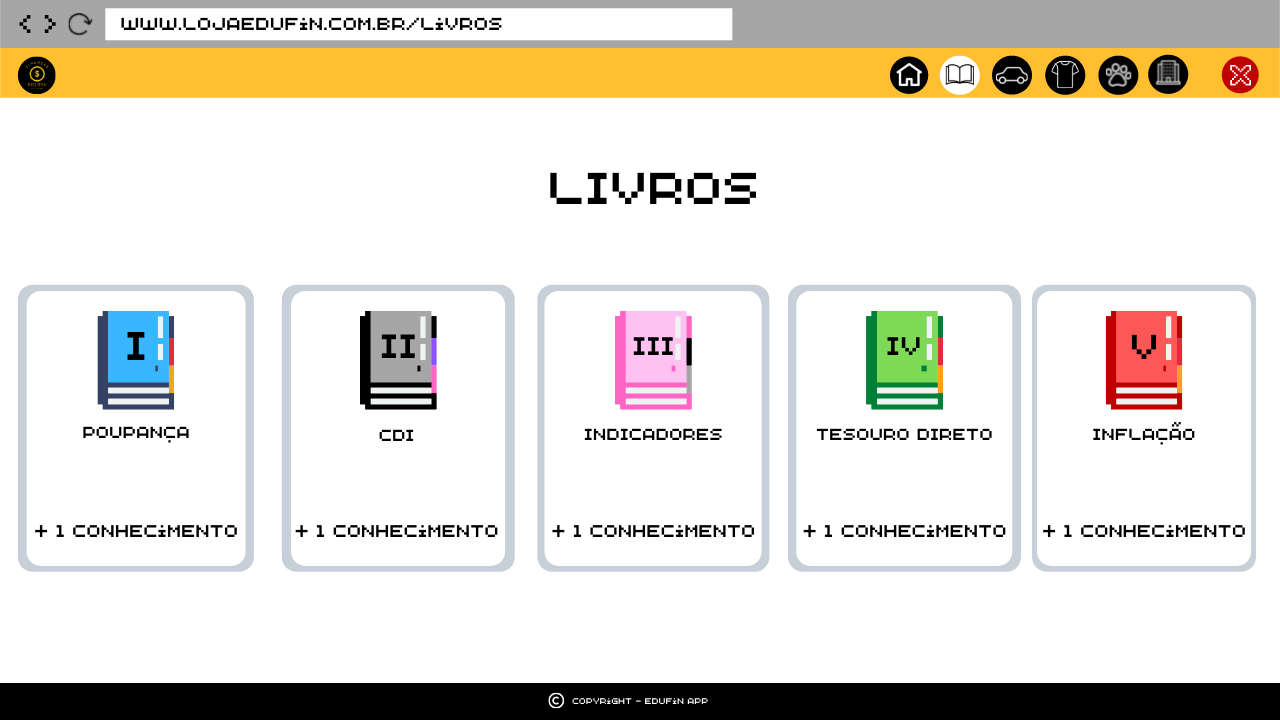 WWW.LOJAEDUFiN.COM.BR/LiVROS
$
LIVROS
I
II
III
IV
V
POUPANÇA
CDI
INDICADORES
TESOURO DIRETO
INFLAÇÃO
+ 1 CONHECiMENTO
+ 1 CONHECiMENTO
+ 1 CONHECiMENTO
+ 1 CONHECiMENTO
+ 1 CONHECiMENTO
© COPYRiGHT - EDUFiN APP